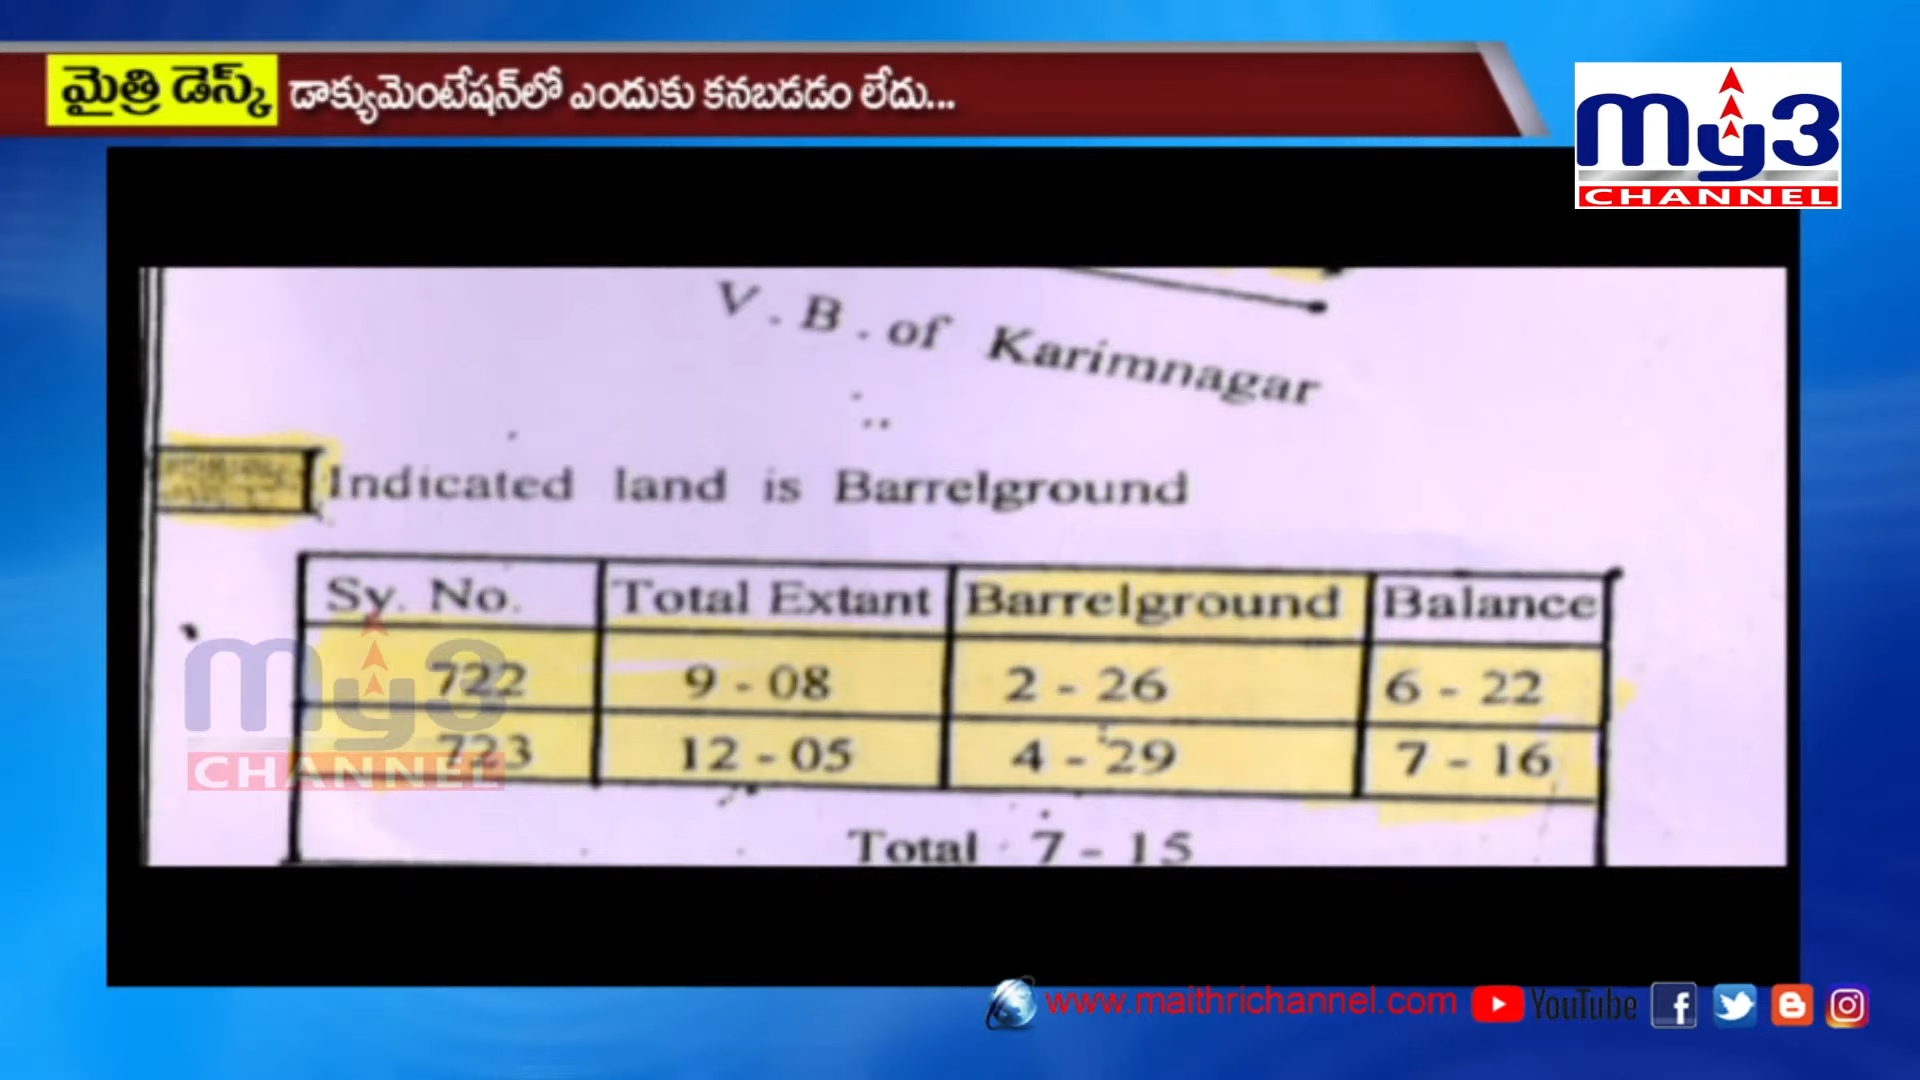 మైత్రి డెస్క్ డాక్యుమెంటేషన్‌లో ఎందుకు కనబడడం లేదు...
my3
CHANNEL
V. B. of Karimnagar
Indicated land is Barrelground
Sy. No. Total Extant Barrelground Balance
722 9 - 08 2 - 26 6 - 22
723 12 - 05 4 - 29 7 - 16
Total 7 - 15
my3
CHANNEL
www.maithrichannel.com YouTube